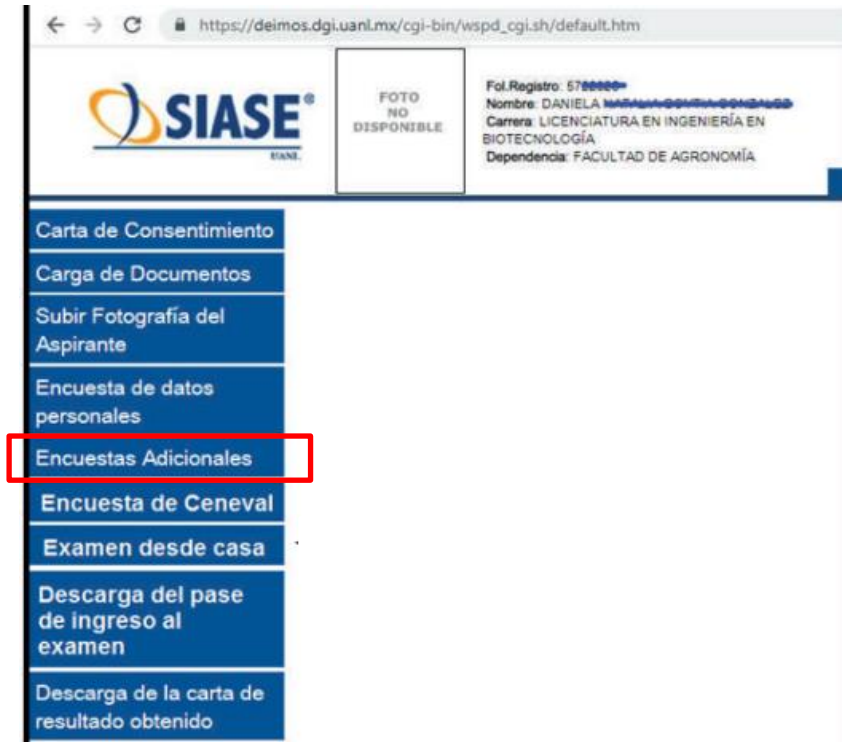 https://deimos.dgi.uanl.mx/cgi-bin/wspd_cgi.sh/default.htm
SIASE®
UANL
FOTO
NO
DISPONIBLE
Fol.Registro: 57
Nombre: DANIELA
Carrera: LICENCIATURA EN INGENIERÍA EN
BIOTECNOLOGÍA
Dependencia: FACULTAD DE AGRONOMÍA
Carta de Consentimiento
Carga de Documentos
Subir Fotografía del
Aspirante
Encuesta de datos
personales
Encuestas Adicionales
Encuesta de Ceneval
Examen desde casa
Descarga del pase
de ingreso al
examen
Descarga de la carta de
resultado obtenido